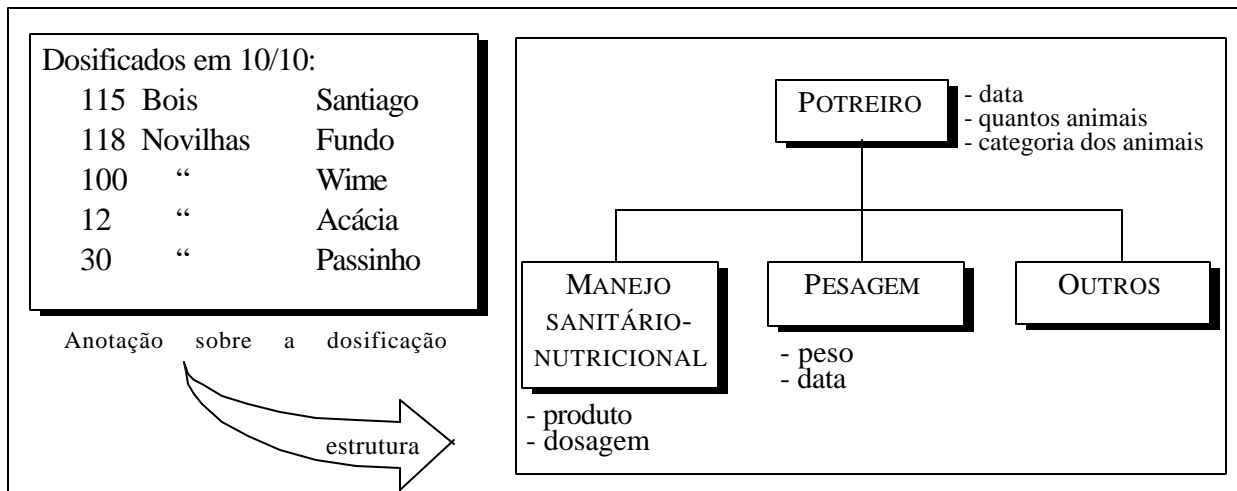 Dosificados em 10/10:
115 Bois Santiago
118 Novilhas Fundo
100 “ Wime
12 “ Acácia
30 “ Passinho
Anotação sobre a dosificação
estrutura
POTREIRO
- data
- quantos animais
- categoria dos animais
MANEJO
SANITÁRIO-
NUTRICIONAL
- produto
- dosagem
PESAGEM
- peso
- data
OUTROS